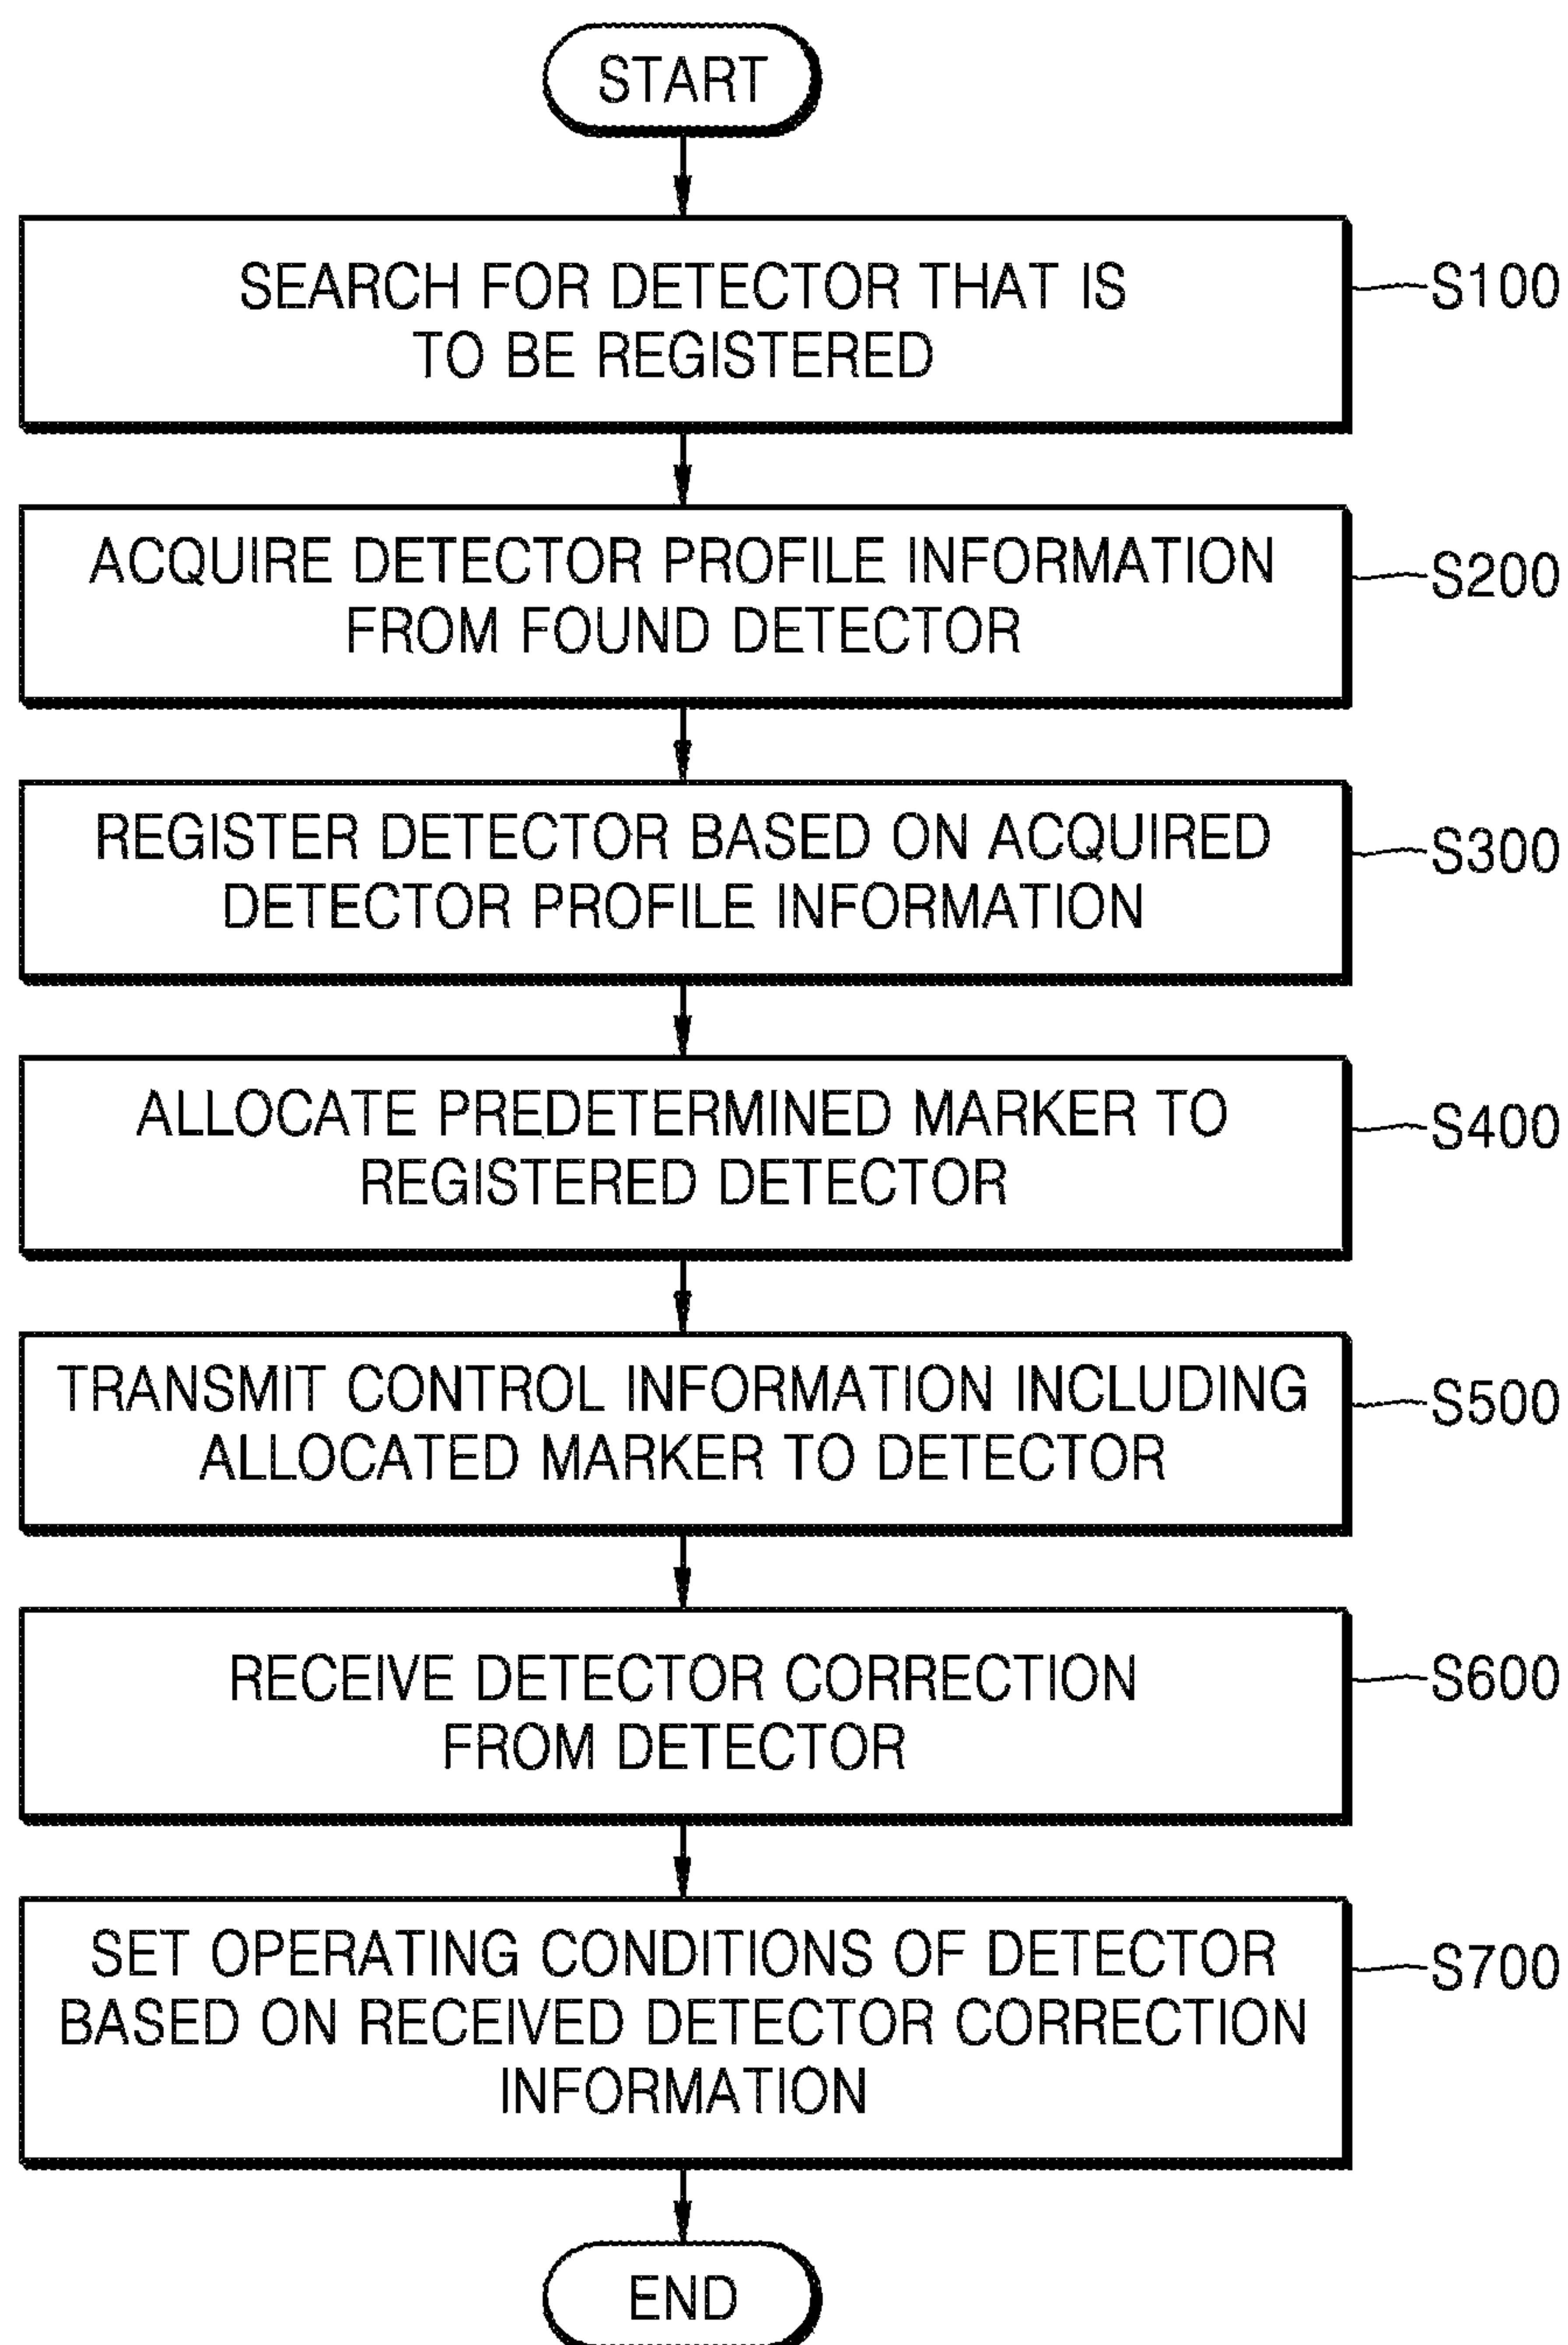 START
SEARCH FOR DETECTOR THAT IS
TO BE REGISTERED
S100
ACQUIRE DETECTOR PROFILE INFORMATION
FROM FOUND DETECTOR
S200
REGISTER DETECTOR BASED ON ACQUIRED
DETECTOR PROFILE INFORMATION
S300
ALLOCATE PREDETERMINED MARKER TO
REGISTERED DETECTOR
S400
TRANSMIT CONTROL INFORMATION INCLUDING
ALLOCATED MARKER TO DETECTOR
S500
RECEIVE DETECTOR CORRECTION
FROM DETECTOR
S600
SET OPERATING CONDITIONS OF DETECTOR
BASED ON RECEIVED DETECTOR CORRECTION
INFORMATION
S700
END